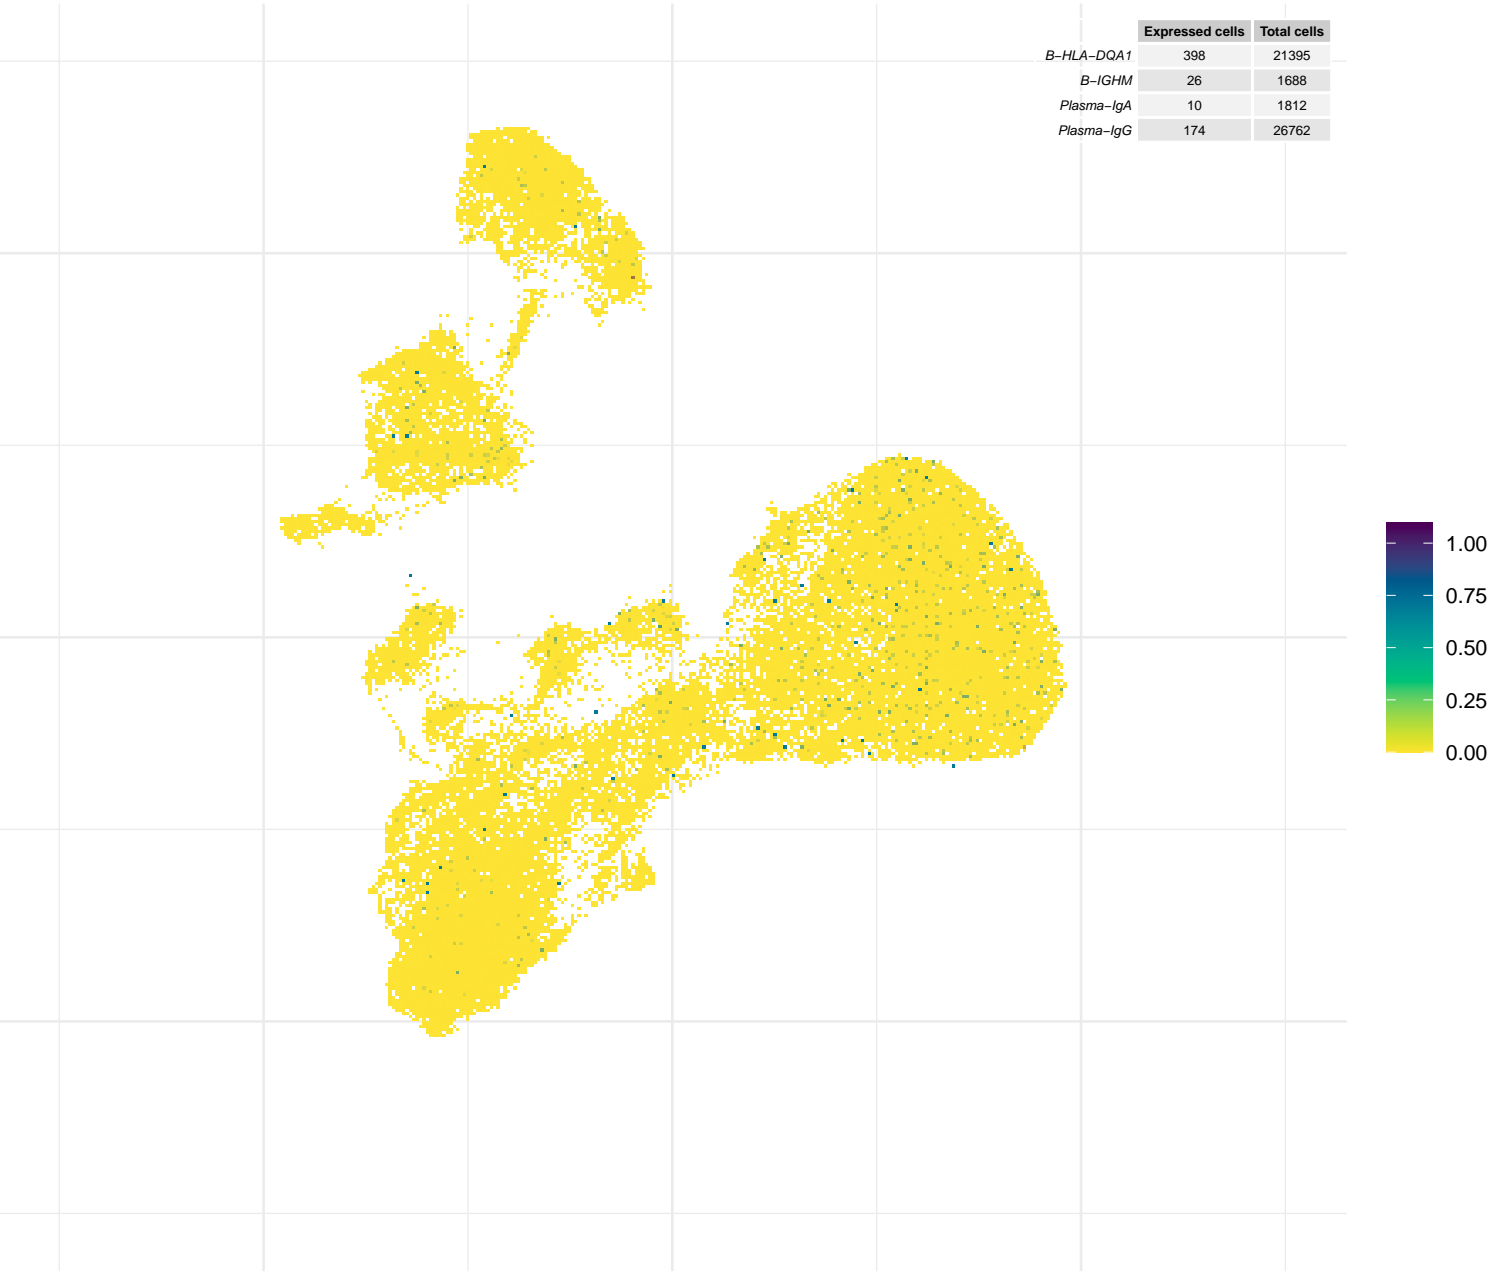 Expressed cells Total cells
B−HLA−DQA1 398 21395
B−IGHM 26 1688
Plasma−IgA 10 1812
Plasma−IgG 174 26762
1.00
0.75
0.50
0.25
0.00